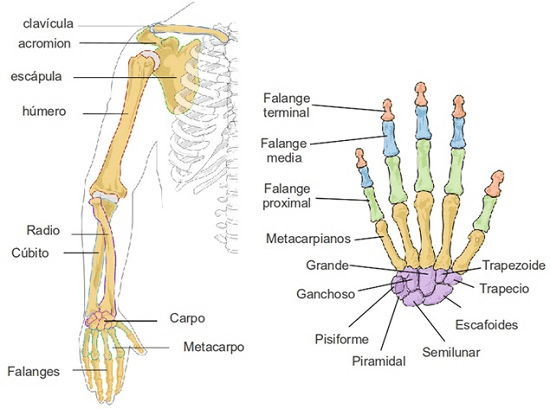 clavícula
acromion
escápula
húmero
Radio
Cúbito
Carpo
Metacarpo
Falanges
Falange
terminal
Falange
media
Falange
proximal
Metacarpianos
Grande
Ganchoso
Pisiforme
Piramidal
Semilunar
Escafoides
Trapecio
Trapezoide